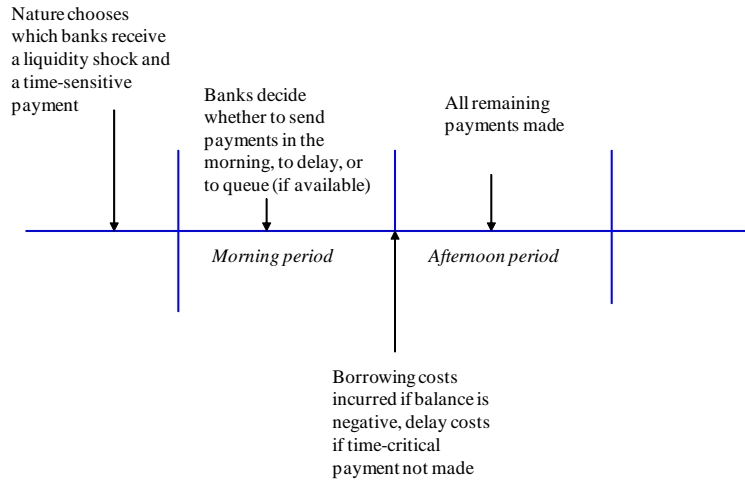 Nature chooses
which banks receive
a liquidity shock and
a time-sensitive
payment
Banks decide
whether to send
payments in the
morning, to delay, or
to queue (if available)
All remaining
payments made
Morning period
Afternoon period
Borrowing costs
incurred if balance is
negative, delay costs
if time-critical
payment not made